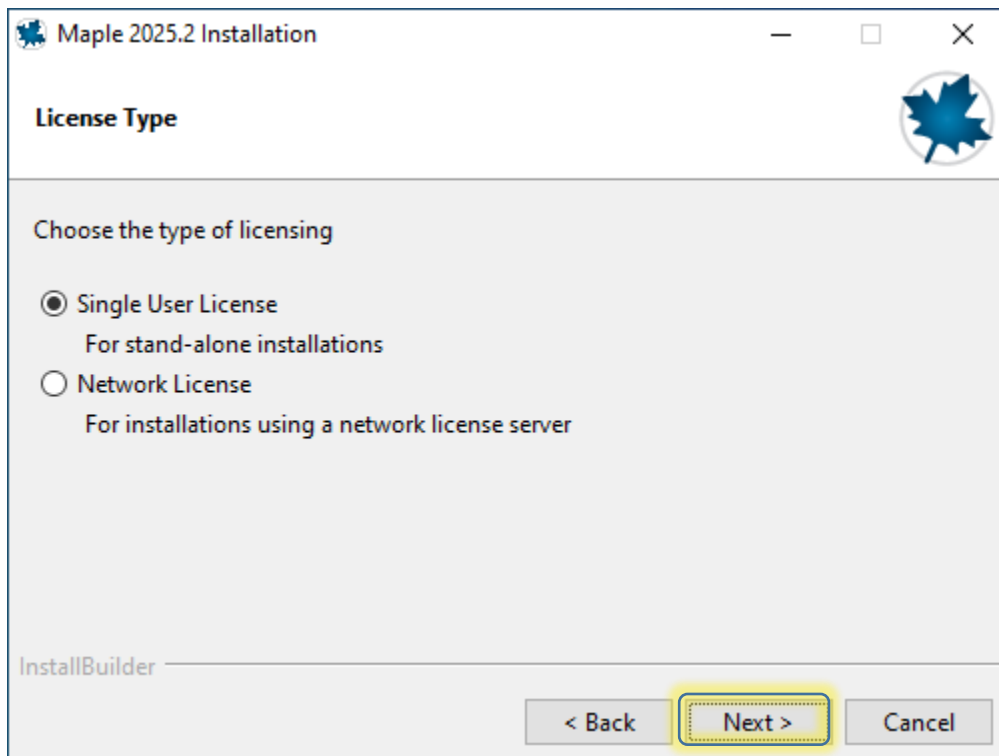 Maple 2025.2 Installation
License Type
Choose the type of licensing
Single User License
For stand-alone installations
Network License
For installations using a network license server
InstallBuilder
< Back
Next >
Cancel